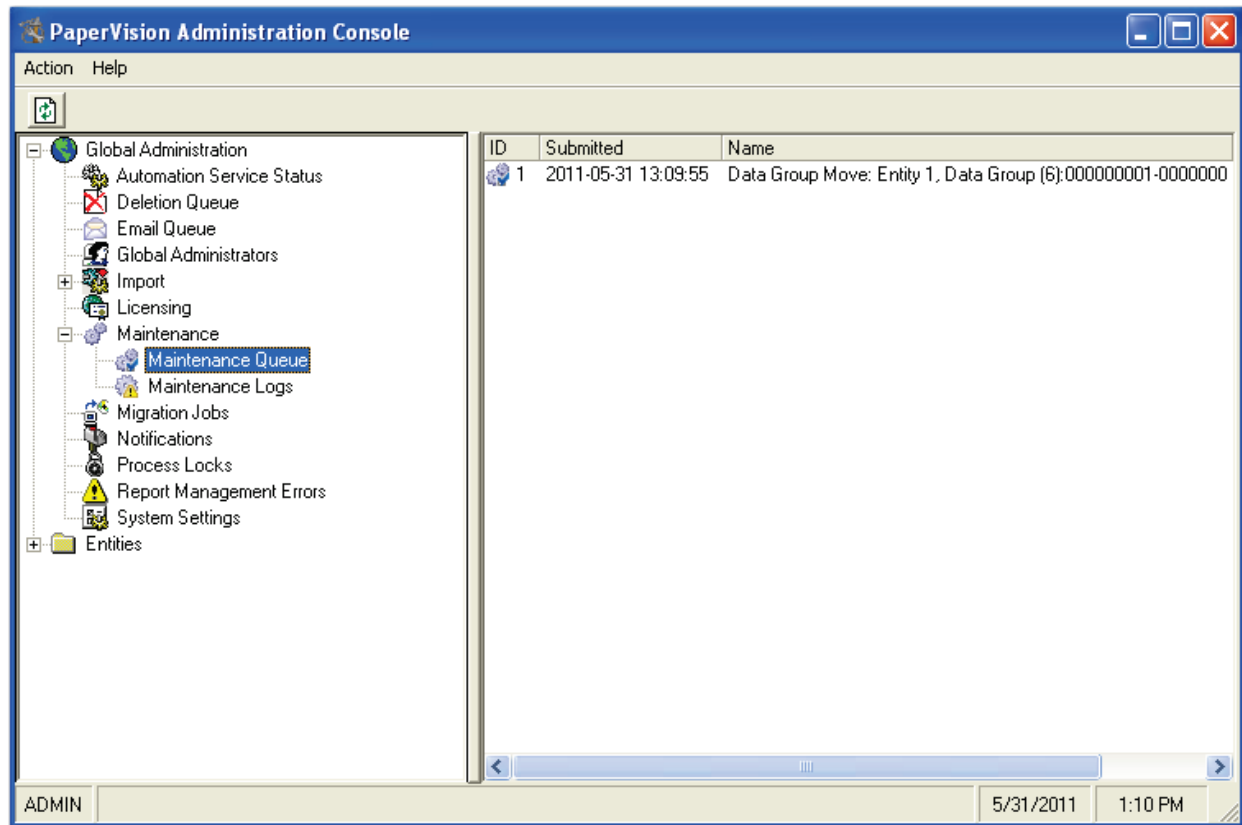 PaperVision Administration Console
Action Help
Global Administration
Automation Service Status
Deletion Queue
Email Queue
Global Administrators
Import
Licensing
Maintenance
Maintenance Queue
Maintenance Logs
Migration Jobs
Notifications
Process Locks
Report Management Errors
System Settings
Entities
ID Submitted Name
1 2011-05-31 13:09:55 Data Group Move: Entity 1, Data Group (6):000000001-0000000
ADMIN 5/31/2011 1:10 PM